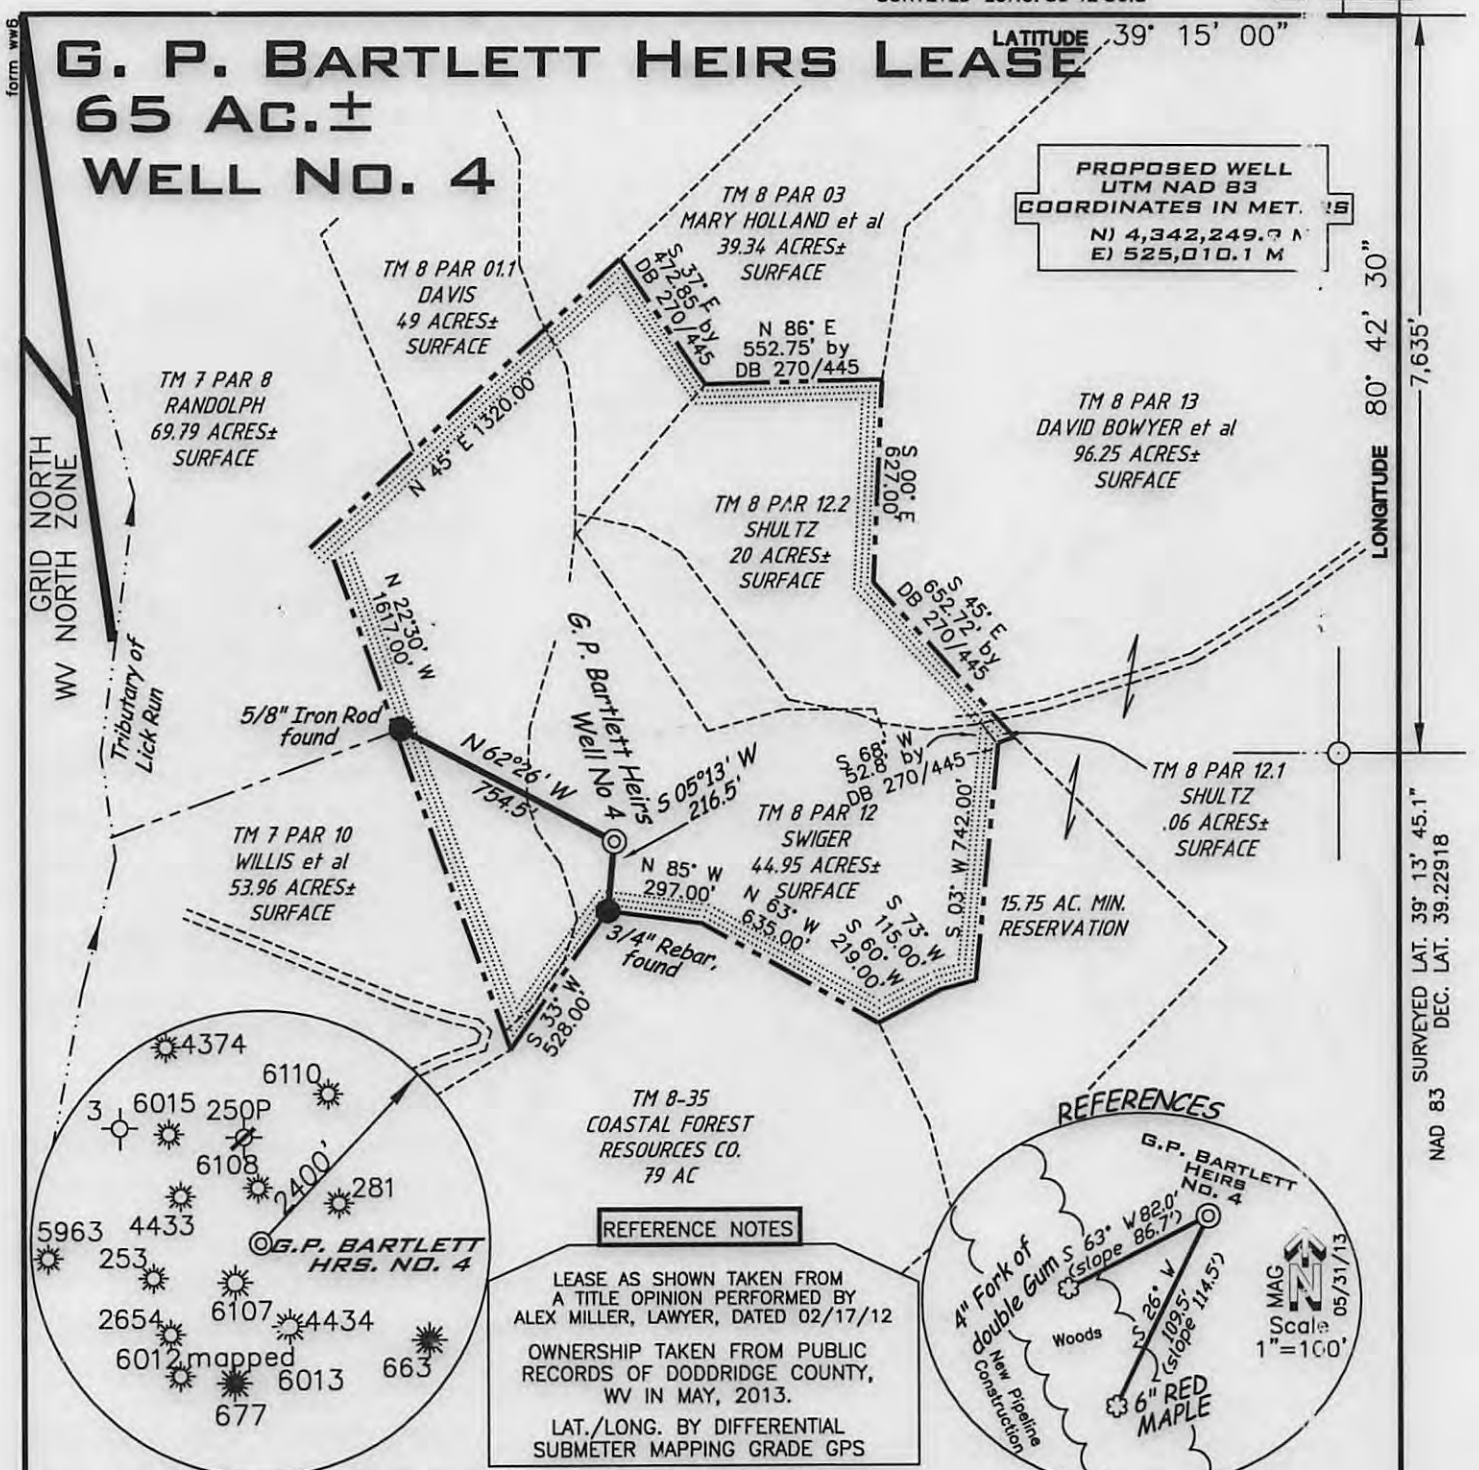 form ww6
LATITUDE 39° 15' 00"
G. P. BARTLETT HEIRS LEASE
65 AC.±
WELL NO. 4
PROPOSED WELL
UTM NAD 83
COORDINATES IN
N) 4,342,249.
E) 525,010.1 M
TM 8 PAR 03
MARY HOLLAND et al
39.34 ACRES±
SURFACE
TM 8 PAR 01.1
DAVIS
49 ACRES±
SURFACE
S 37° E
472.85' by
DB 270/445
N 86° E
552.75' by
DB 270/445
TM 7 PAR 8
RANDOLPH
69.79 ACRES±
SURFACE
N 45° E 1320.00'
TM 8 PAR 13
DAVID BOWYER et al
96.25 ACRES±
SURFACE
LONGITUDE 80° 42' 30"
7,635'
GRID NORTH
WV NORTH ZONE
S 00° E
627.00'
TM 8 PAR 12.2
SHULTZ
20 ACRES±
SURFACE
N 22°30' W
1617.00'
S 45° E
652.72' by
DB 270/445
Tributary of
Lick Run
5/8" Iron Rod
found
G. P. Bartlett Heirs
Well No 4
N 62°26' W
754.5'
S 05°13' W
216.5'
S 68° W
52.8' by
DB 270/445
TM 8 PAR 12.1
SHULTZ
.06 ACRES±
SURFACE
TM 7 PAR 10
WILLIS et al
53.96 ACRES±
SURFACE
TM 8 PAR 12
SWIGER
44.95 ACRES±
SURFACE
S 03° W 742.00'
N 85° W
297.00'
N 63° W
635.00'
S 73° W
115.00'
S 60° W
219.00'
15.75 AC. MIN.
RESERVATION
3/4" Rebar,
found
S 33° W
528.00'
SURVEYED LAT. 39° 13' 45.1"
NAD 83 DEC. LAT. 39.22918
TM 8-35
COASTAL FOREST
RESOURCES CO.
79 AC
4374
6110
3
6015
250P
6108
2400'
281
4433
5963
G.P. BARTLETT
HRS. NO. 4
253
6107
2654
4434
6012
mapped
6013
663
677
REFERENCE NOTES
LEASE AS SHOWN TAKEN FROM
A TITLE OPINION PERFORMED BY
ALEX MILLER, LAWYER, DATED 02/17/12
OWNERSHIP TAKEN FROM PUBLIC
RECORDS OF DODDRIDGE COUNTY,
WV IN MAY, 2013.
LAT./LONG. BY DIFFERENTIAL
SUBMETER MAPPING GRADE GPS
REFERENCES
G.P. BARTLETT
HEIRS
NO. 4
S 63° W 82.0'
(slope 86.7')
4" Fork of
double Gum
S 26° W
109.5'
(slope 114.5')
Woods
New Pipeline
Construction
6" RED
MAPLE
MAG
N
05/31/13
Scale
1"=100'